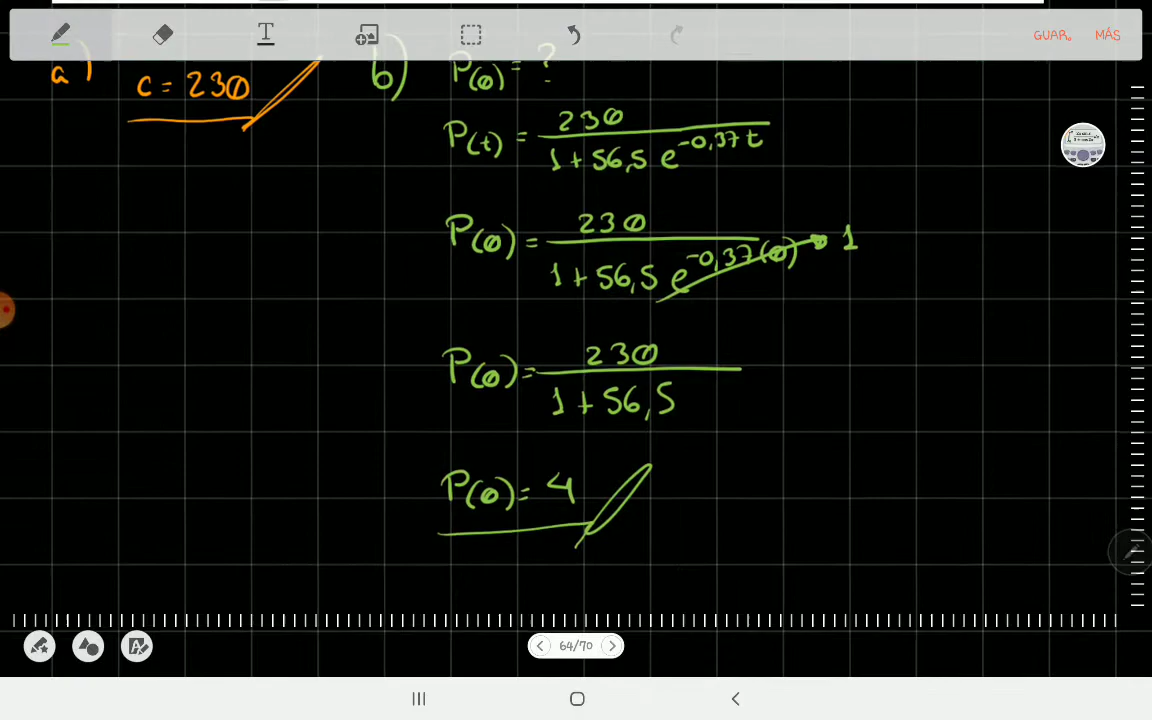 GUAR. MÁS
a) c = 230
b) P(0) = ?
P(t) = 230 / 1 + 56,5 e^-0,37t
P(0) = 230 / 1 + 56,5 e^-0,37(0) → 1
P(0) = 230 / 1 + 56,5
P(0) = 4
64/70